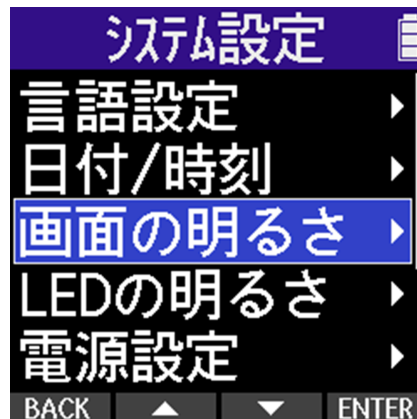 システム設定
言語設定
日付/時刻
画面の明るさ
LEDの明るさ
電源設定
BACK ENTER